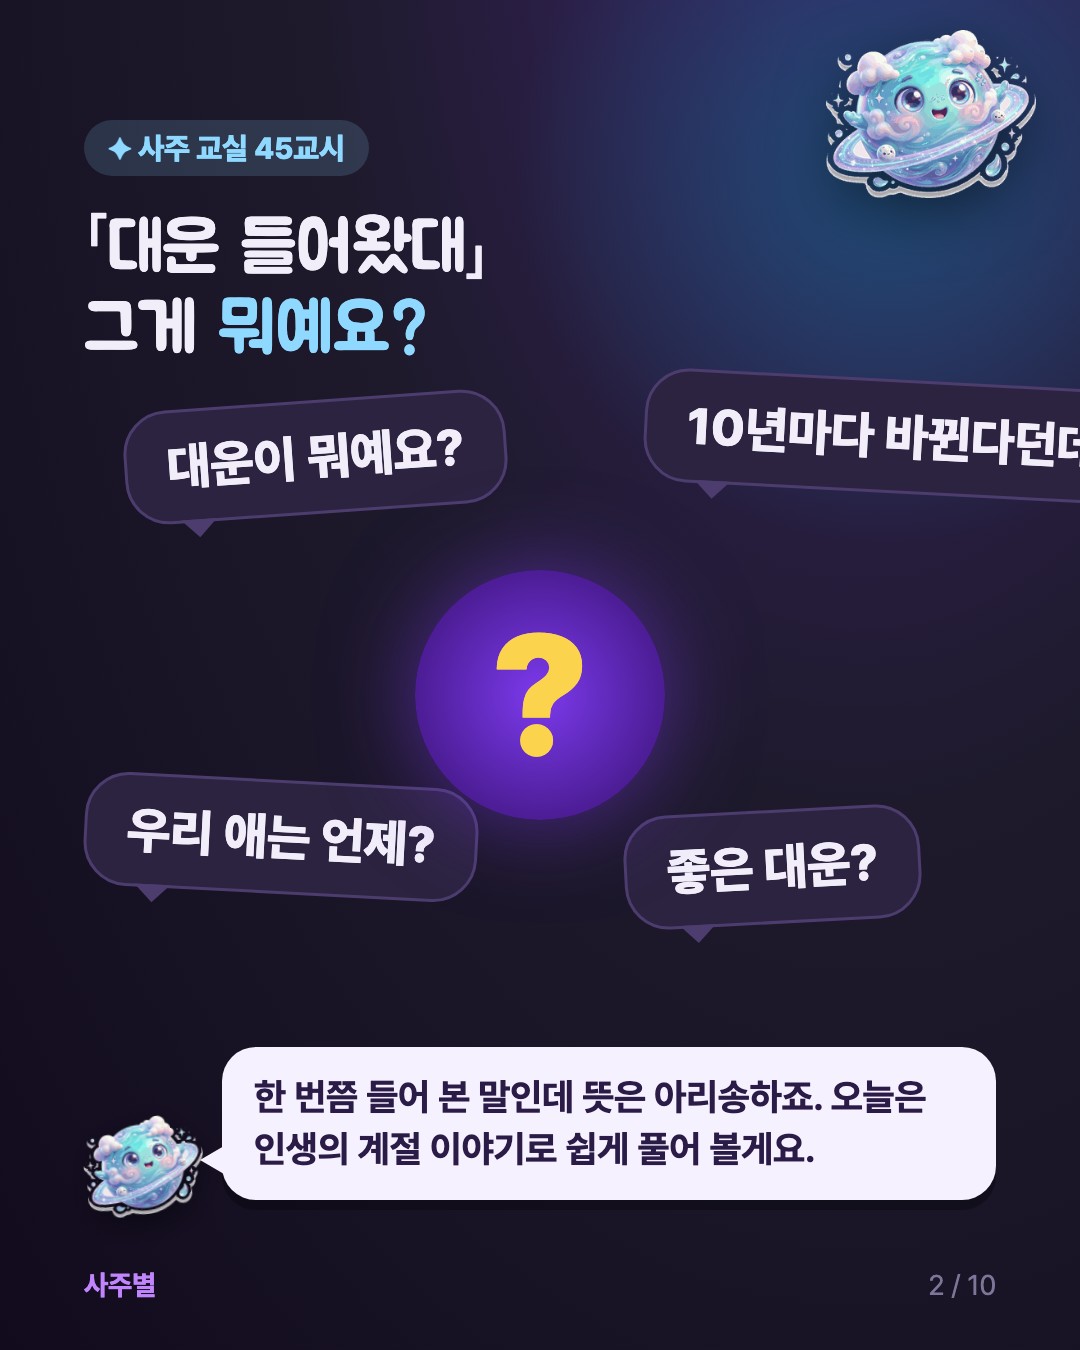 ✦ 사주 교실 45교시
「대운 들어왔대」
그게 뭐예요?
대운이 뭐예요?
10년마다 바뀐다던데
?
우리 애는 언제?
좋은 대운?
한 번쯤 들어 본 말인데 뜻은 아리송하죠. 오늘은
인생의 계절 이야기로 쉽게 풀어 볼게요.
사주별
2 / 10